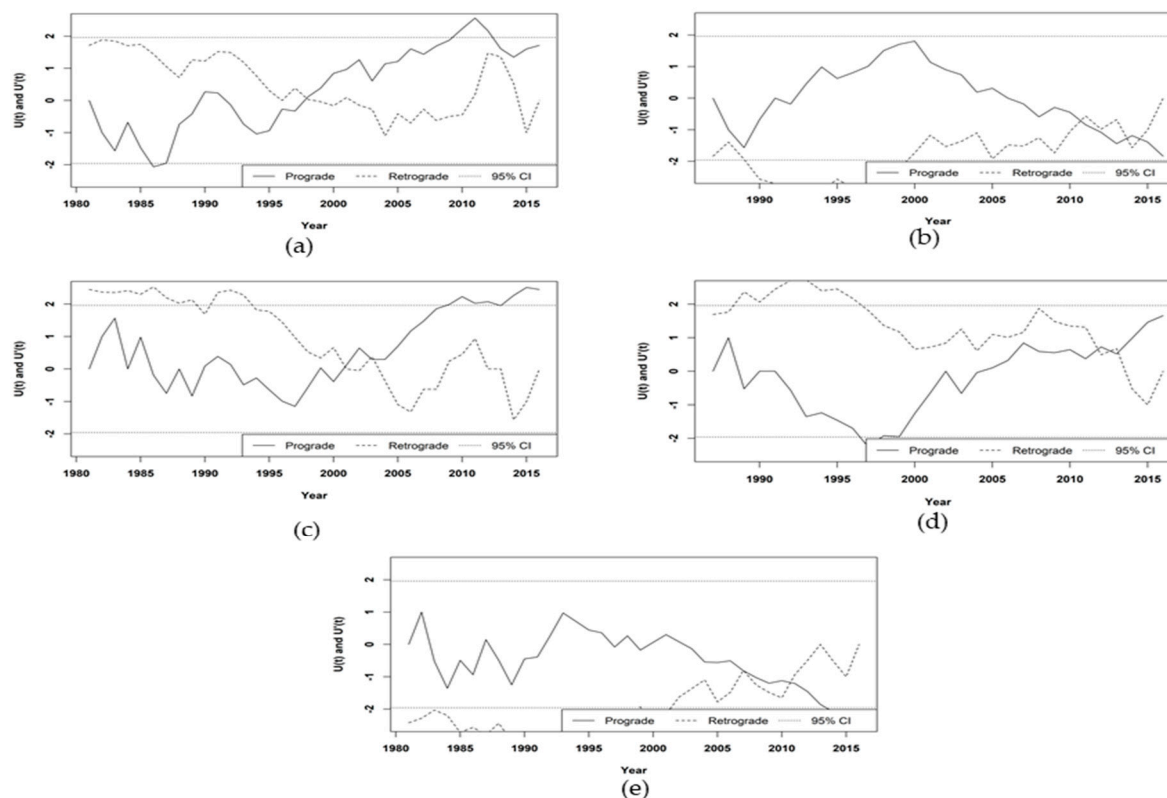 U(t) and U'(t)
2
1
0
-1
-2
Prograde Retrograde 95% CI
1980 1985 1990 1995 2000 2005 2010 2015
Year
(a)
U(t) and U'(t)
2
1
0
-1
-2
Prograde Retrograde 95% CI
1990 1995 2000 2005 2010 2015
Year
(b)
U(t) and U'(t)
2
1
0
-1
-2
Prograde Retrograde 95% CI
1980 1985 1990 1995 2000 2005 2010 2015
Year
(c)
U(t) and U'(t)
2
1
0
-1
-2
Prograde Retrograde 95% CI
1990 1995 2000 2005 2010 2015
Year
(d)
U(t) and U'(t)
2
1
0
-1
-2
Prograde Retrograde 95% CI
1980 1985 1990 1995 2000 2005 2010 2015
Year
(e)